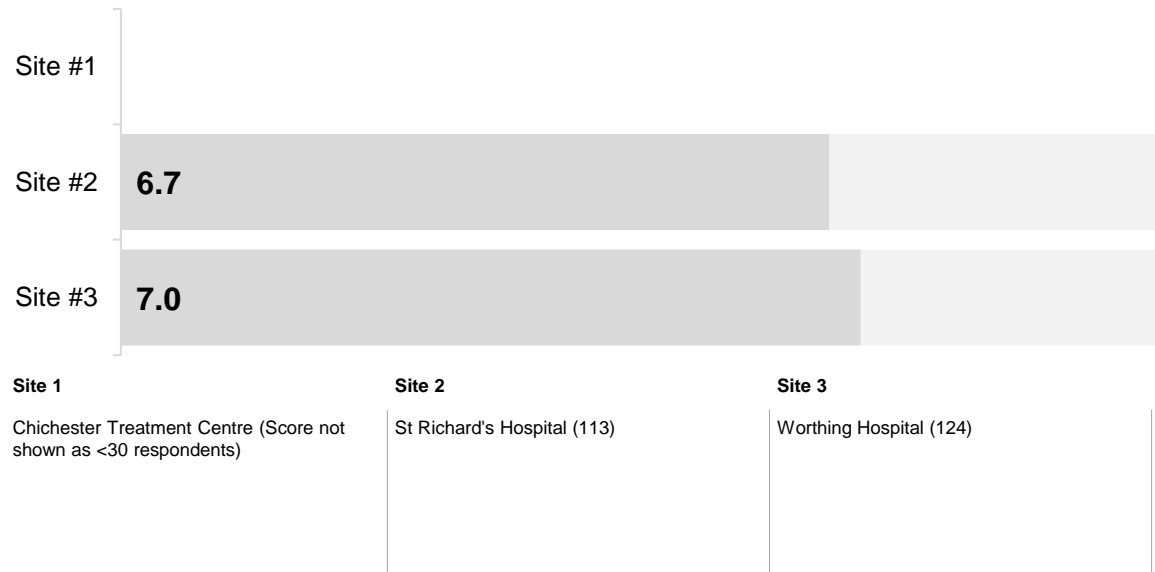 Site #1
Site #2
6.7
Site #3
7.0
Site 1
Site 2
Site 3
Chichester Treatment Centre (Score not
shown as <30 respondents)
St Richard's Hospital (113)
Worthing Hospital (124)